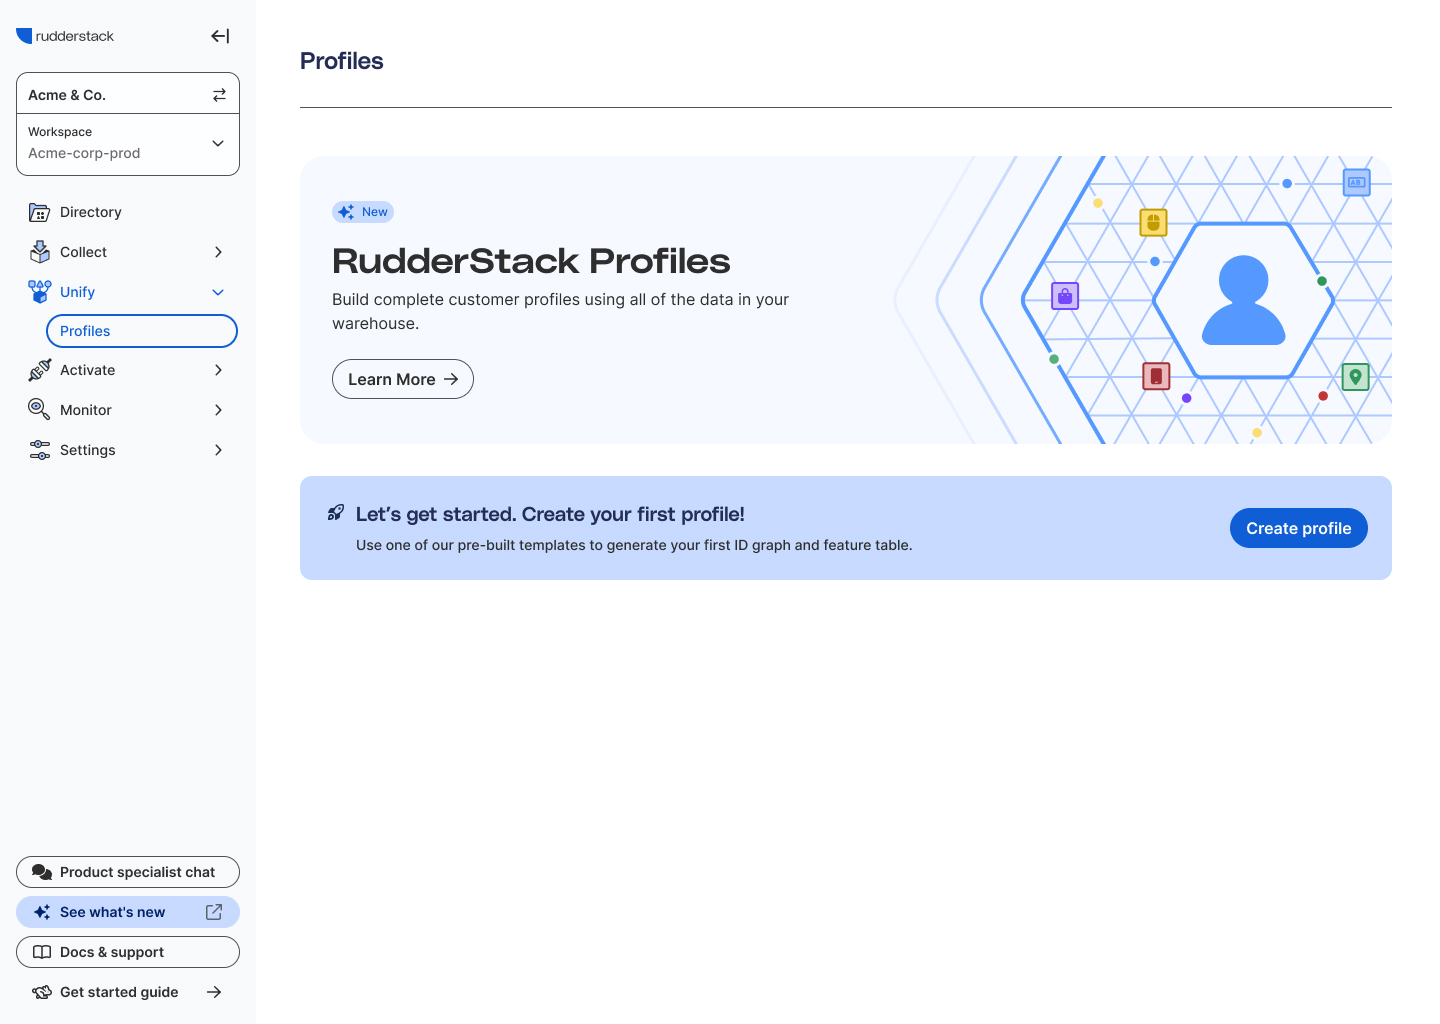 rudderstack
Acme & Co.
Workspace
Acme-corp-prod
Directory
Collect
Unify
Profiles
Activate
Monitor
Settings
Product specialist chat
See what's new
Docs & support
Get started guide
Profiles
New
RudderStack Profiles
Build complete customer profiles using all of the data in your
warehouse.
Learn More
AB
Let’s get started. Create your first profile!
Use one of our pre-built templates to generate your first ID graph and feature table.
Create profile